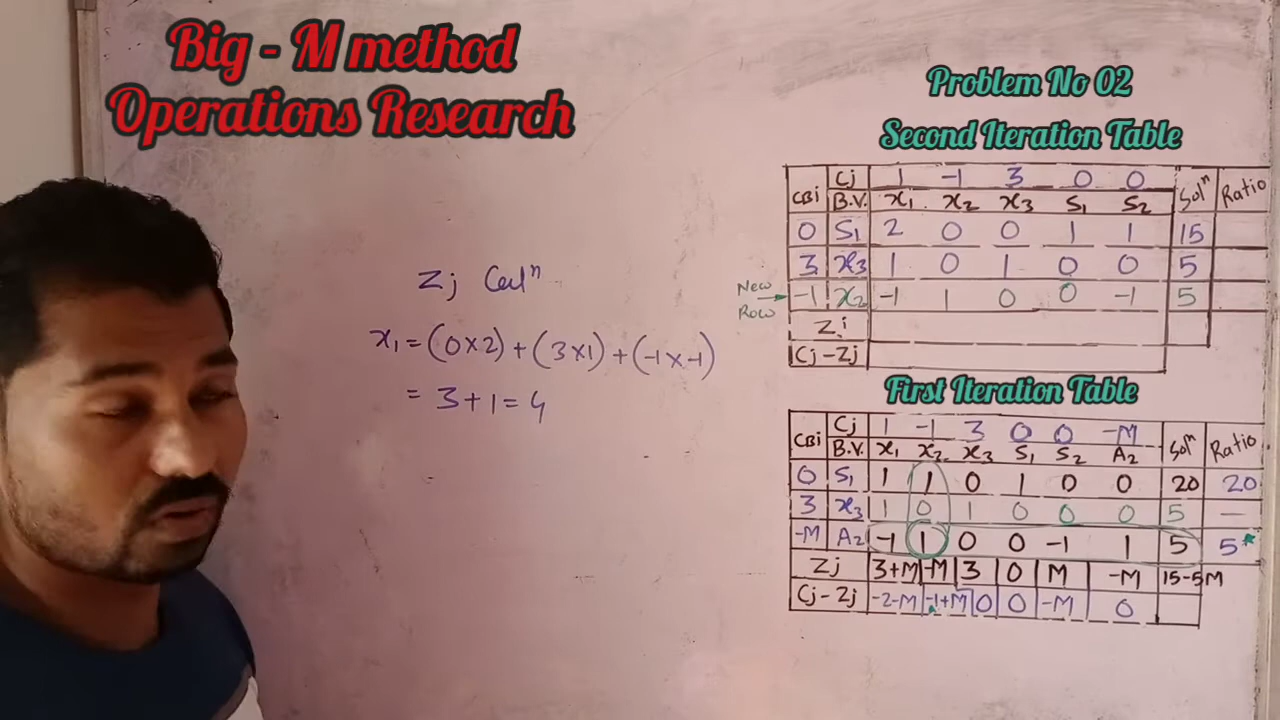 Big - M method
Operations Research
Zj Calⁿ
x₁ = (0×2) + (3×1) + (-1×-1)
= 3+1 = 4
Problem No 02
Second Iteration Table
CBi Cj 1 -1 3 0 0 Solⁿ Ratio
B.V. x₁ x₂ x₃ S₁ S₂
0 S₁ 2 0 0 1 1 15
3 x₃ 1 0 1 0 0 5
New Row → -1 x₂ -1 1 0 0 -1 5
Zj
Cj-Zj
First Iteration Table
CBi Cj 1 -1 3 0 0 -M Solⁿ Ratio
B.V. x₁ x₂ x₃ S₁ S₂ A₂
0 S₁ 1 1 0 1 0 0 20 20
3 x₃ 1 0 1 0 0 0 5 —
-M A₂ -1 1 0 0 -1 1 5 5*
Zj 3+M -M 3 0 M -M 15-5M
Cj-Zj -2-M -1+M 0 0 -M 0